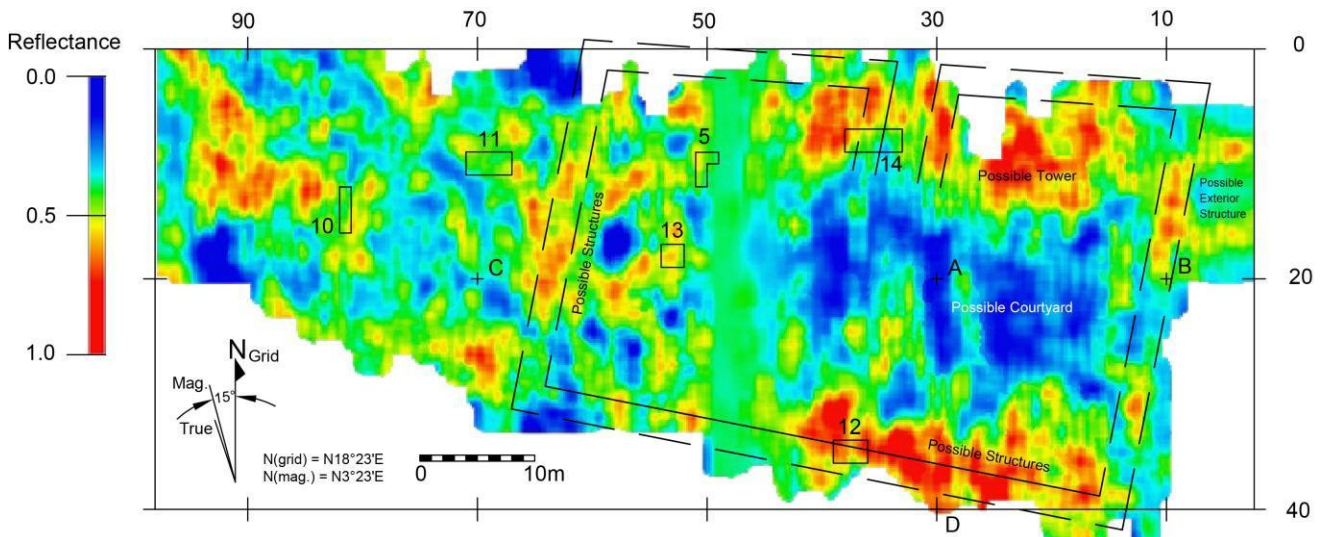 90 70 50 30 10
Reflectance
0.0
0.5
1.0
0
20
40
11
5
14
10
13
12
Possible Tower
Possible
Exterior
Structure
Possible Structures
C
A
B
Possible Courtyard
Possible Structures
D
N Grid
Mag.
15°
True
N(grid) = N18°23'E
N(mag.) = N3°23'E
0 10m